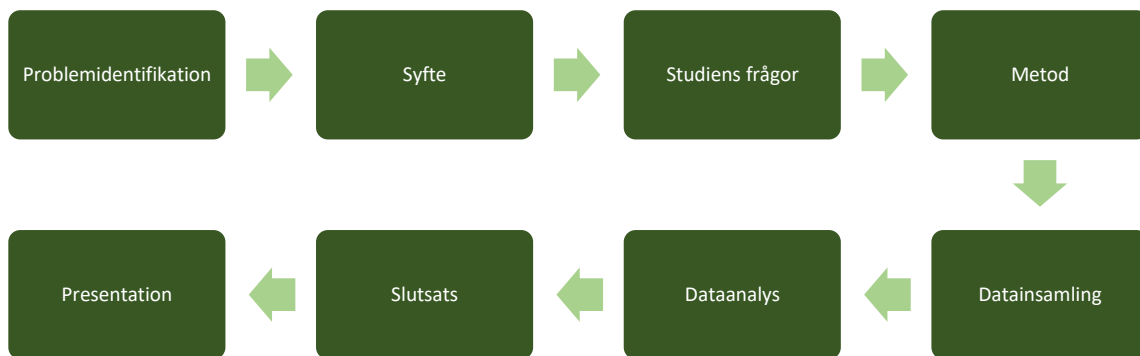 Problemidentifikation
Syfte
Studiens frågor
Metod
Datainsamling
Dataanalys
Slutsats
Presentation